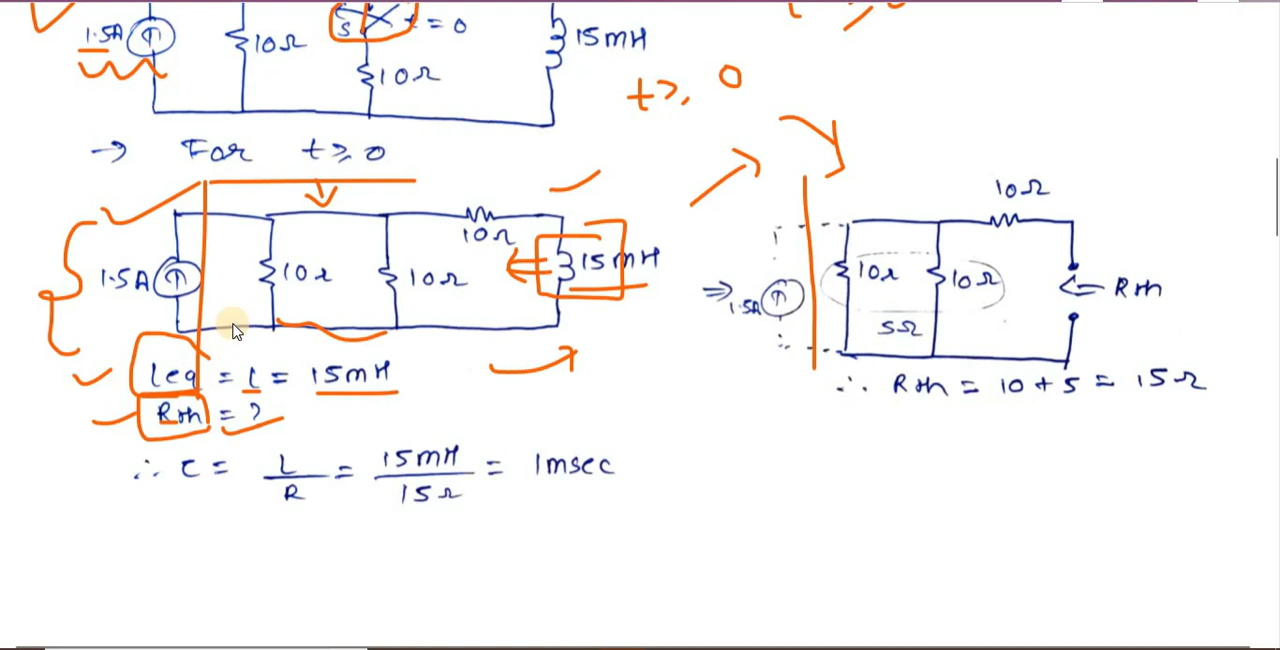 1.5A 10Ω S t=0 15mH
10Ω
t≥0
→ For t≥0
10Ω
10Ω
1.5A 10Ω 10Ω 15mH
10Ω 10Ω ⇐ Rth
⇒ 1.5A
5Ω
Leq = L = 15mH
∴ Rth = 10+5 = 15Ω
Rth = ?
∴ τ = L/R = 15mH/15Ω = 1msec